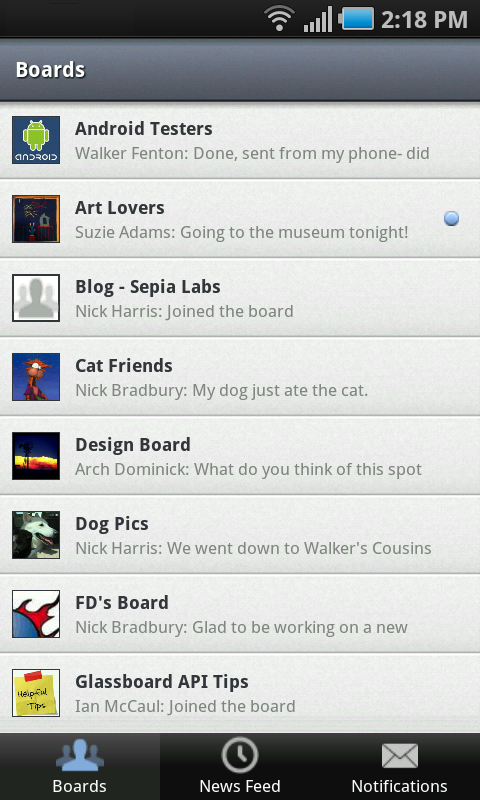 2:18 PM
Boards
Android Testers
Walker Fenton: Done, sent from my phone- did
Art Lovers
Suzie Adams: Going to the museum tonight!
Blog - Sepia Labs
Nick Harris: Joined the board
Cat Friends
Nick Bradbury: My dog just ate the cat.
Design Board
Arch Dominick: What do you think of this spot
Dog Pics
Nick Harris: We went down to Walker's Cousins
FD's Board
Nick Bradbury: Glad to be working on a new
Glassboard API Tips
Ian McCaul: Joined the board
Boards
News Feed
Notifications
ANDROID
Helpful
Tips